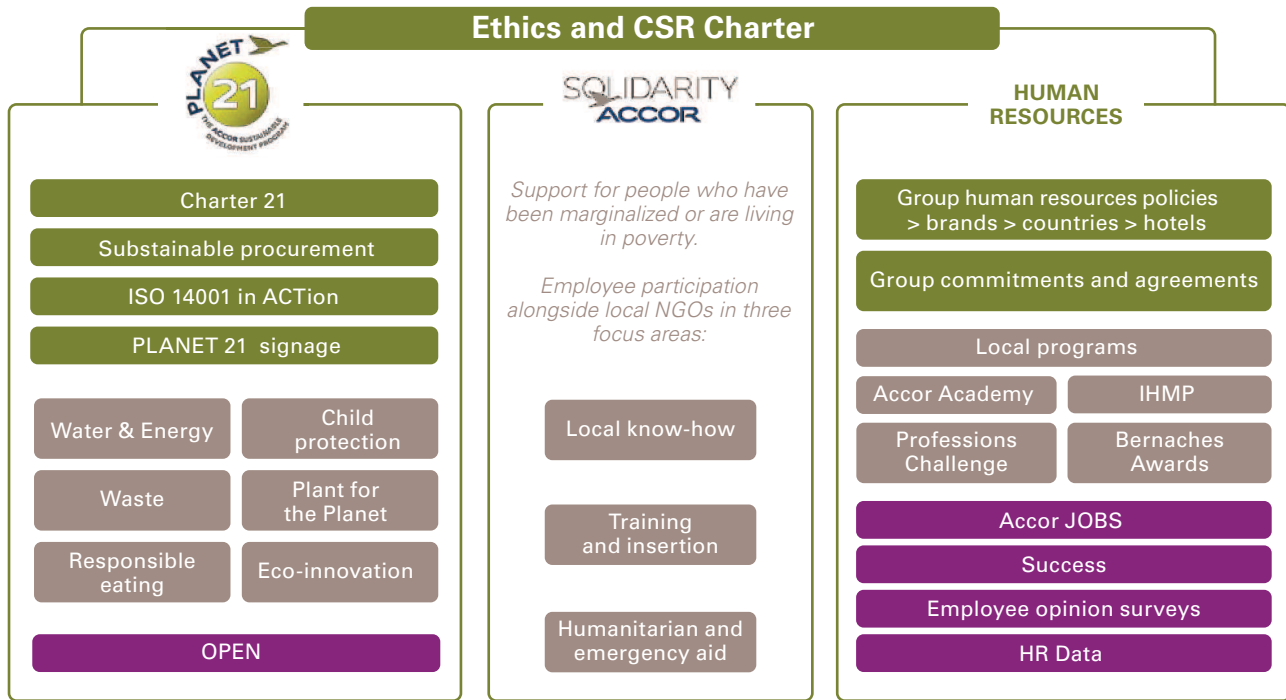 Ethics and CSR Charter
PLANET
21
THE ACCOR SUSTAINABLE
DEVELOPMENT PROGRAM
Charter 21
Substainable procurement
ISO 14001 in ACTion
PLANET 21 signage
Water & Energy
Child
protection
Waste
Plant for
the Planet
Responsible
eating
Eco-innovation
OPEN
SOLIDARITY
ACCOR
Support for people who have
been marginalized or are living
in poverty.
Employee participation
alongside local NGOs in three
focus areas:
Local know-how
Training
and insertion
Humanitarian and
emergency aid
HUMAN
RESOURCES
Group human resources policies
> brands > countries > hotels
Group commitments and agreements
Local programs
Accor Academy
IHMP
Professions
Challenge
Bernaches
Awards
Accor JOBS
Success
Employee opinion surveys
HR Data